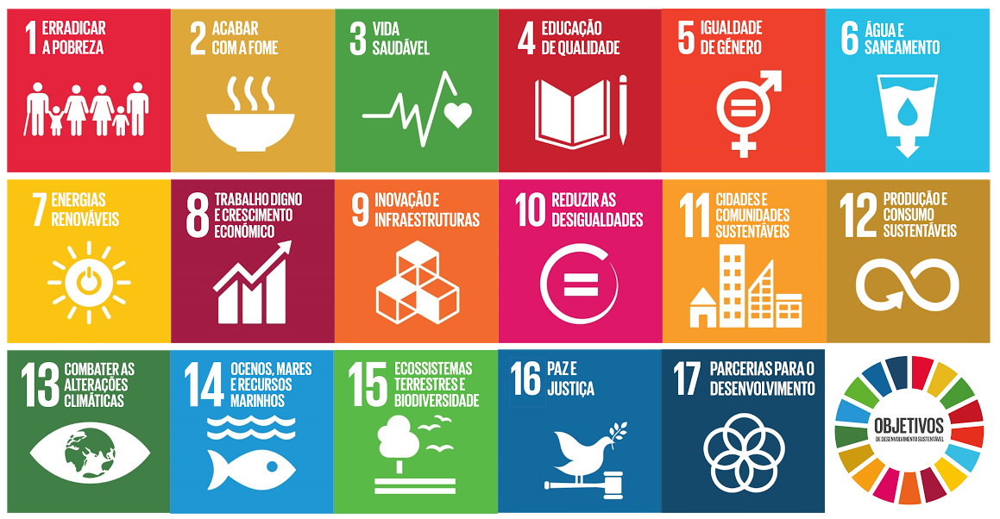 1 ERRADICAR
A POBREZA
2 ACABAR
COM A FOME
3 VIDA
SAUDÁVEL
4 EDUCAÇÃO
DE QUALIDADE
5 IGUALDADE
DE GÉNERO
6 ÁGUA E
SANEAMENTO
7 ENERGIAS
RENOVÁVEIS
8 TRABALHO DIGNO
E CRESCIMENTO
ECONÓMICO
9 INOVAÇÃO E
INFRAESTRUTURAS
10 REDUZIR AS
DESIGUALDADES
11 CIDADES E
COMUNIDADES
SUSTENTÁVEIS
12 PRODUÇÃO E
CONSUMO
SUSTENTÁVEIS
13 COMBATER AS
ALTERAÇÕES
CLIMÁTICAS
14 OCENOS, MARES
E RECURSOS
MARINHOS
15 ECOSSISTEMAS
TERRESTRES E
BIODIVERSIDADE
16 PAZ E
JUSTIÇA
17 PARCERIAS PARA O
DESENVOLVIMENTO
OBJETIVOS
DE DESENVOLVIMENTO SUSTENTÁVEL